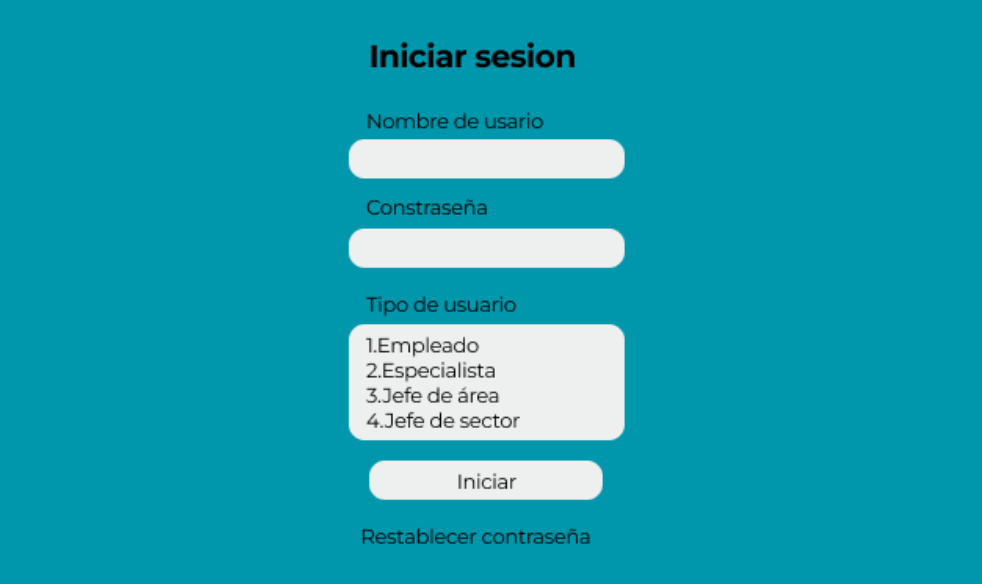 Iniciar sesion
Nombre de usario
Constraseña
Tipo de usuario
1.Empleado
2.Especialista
3.Jefe de área
4.Jefe de sector
Iniciar
Restablecer contraseña